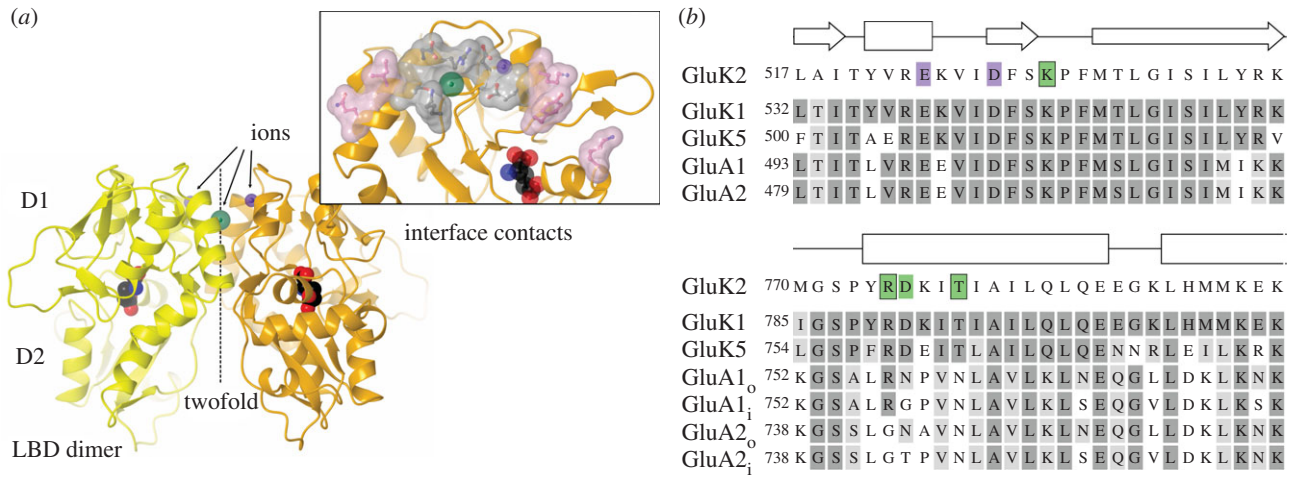 (a)
ions
D1
interface contacts
D2
twofold
LBD dimer
(b)
GluK2 517 L A I T Y V R E K V I D F S K P F M T L G I S I L Y R K
GluK1 532 L T I T Y V R E K V I D F S K P F M T L G I S I L Y R K
GluK5 500 F T I T A E R E K V I D F S K P F M T L G I S I L Y R V
GluA1 493 L T I T L V R E E V I D F S K P F M S L G I S I M I K K
GluA2 479 L T I T L V R E E V I D F S K P F M S L G I S I M I K K
GluK2 770 M G S P Y R D K I T I A I L Q L Q E E G K L H M M K E K
GluK1 785 I G S P Y R D K I T I A I L Q L Q E E G K L H M M K E K
GluK5 754 L G S P F R D E I T L A I L Q L Q E N N R L E I L K R K
GluA1o 752 K G S A L R N P V N L A V L K L N E Q G L L D K L K N K
GluA1i 752 K G S A L R G P V N L A V L K L S E Q G V L D K L K S K
GluA2o 738 K G S S L G N A V N L A V L K L N E Q G L L D K L K N K
GluA2i 738 K G S S L G T P V N L A V L K L S E Q G V L D K L K N K